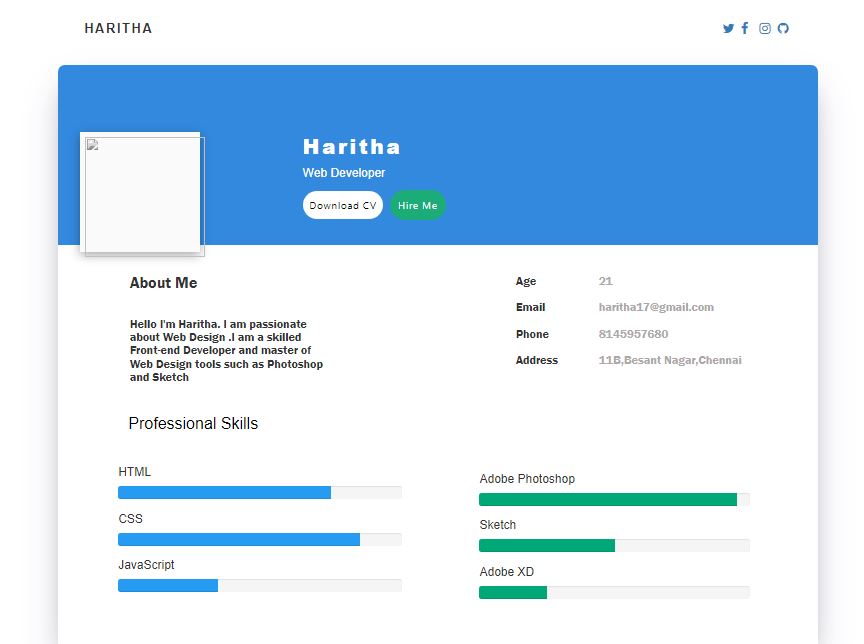 HARITHA
Haritha
Web Developer
Download CV
Hire Me
About Me
Hello I'm Haritha. I am passionate
about Web Design .I am a skilled
Front-end Developer and master of
Web Design tools such as Photoshop
and Sketch
Age 21
Email haritha17@gmail.com
Phone 8145957680
Address 11B,Besant Nagar,Chennai
Professional Skills
HTML
CSS
JavaScript
Adobe Photoshop
Sketch
Adobe XD